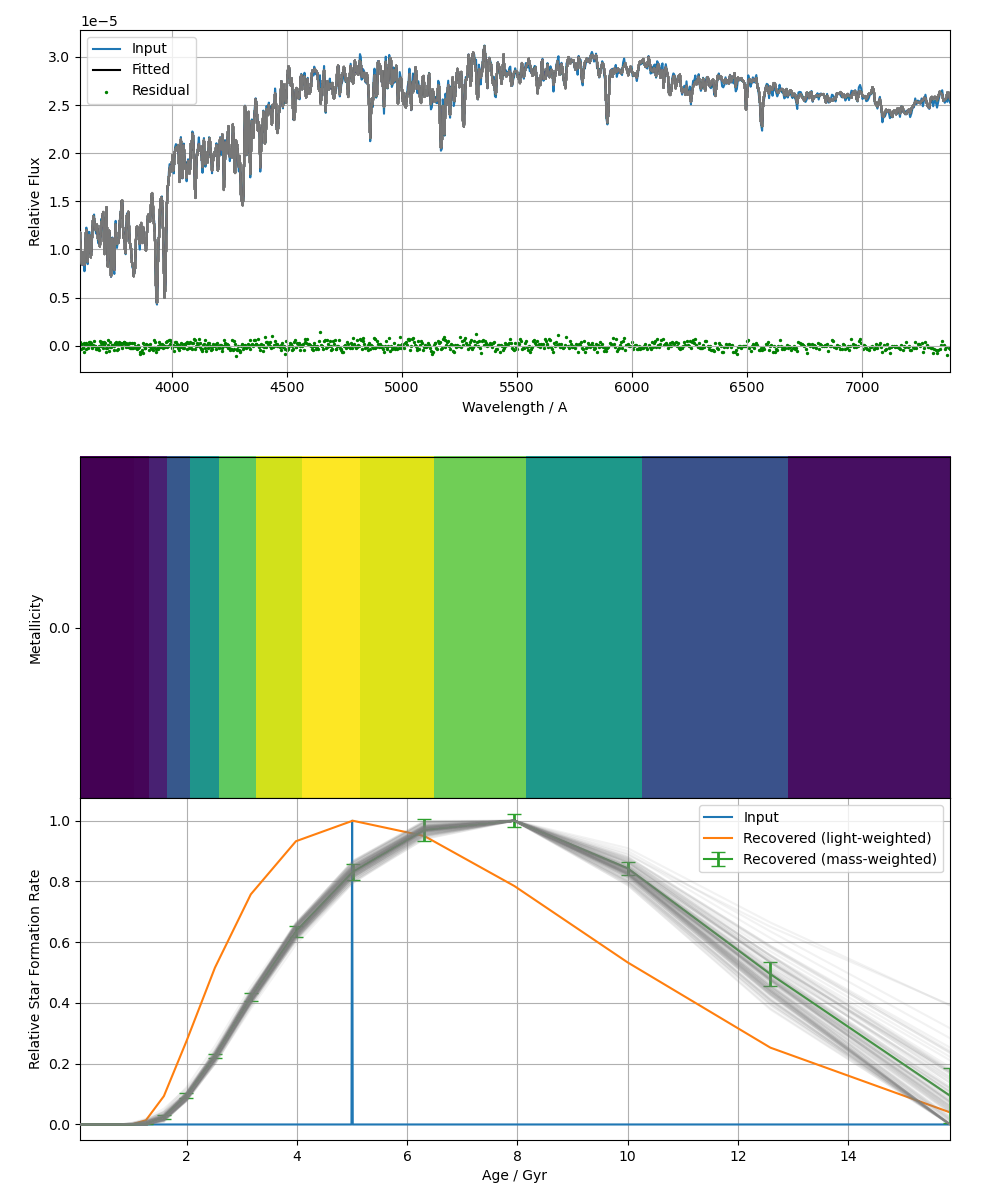 1e−5
Input
Fitted
Residual
3.0
2.5
2.0
1.5
1.0
0.5
0.0
Relative Flux
4000 4500 5000 5500 6000 6500 7000
Wavelength / A
Metallicity
0.0
Input
Recovered (light-weighted)
Recovered (mass-weighted)
1.0
0.8
0.6
0.4
0.2
0.0
Relative Star Formation Rate
2 4 6 8 10 12 14
Age / Gyr